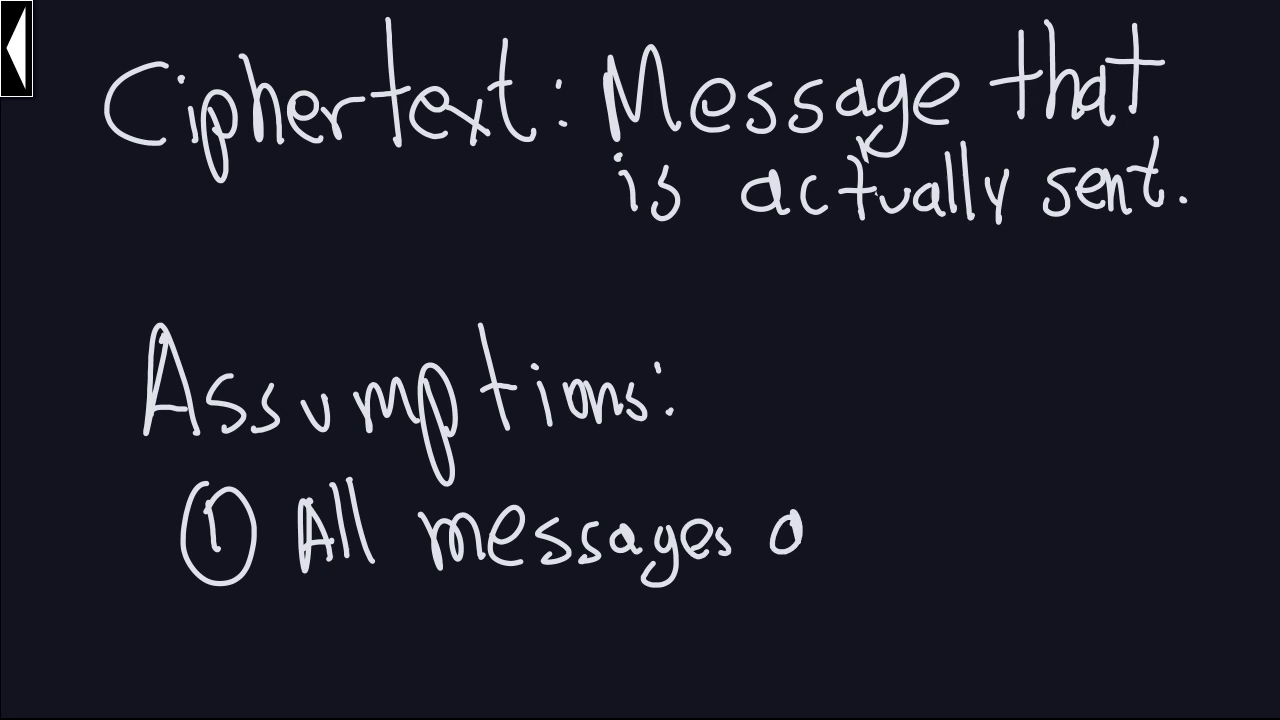 Ciphertext: Message that
is actually sent.
Assumptions:
① All messages a